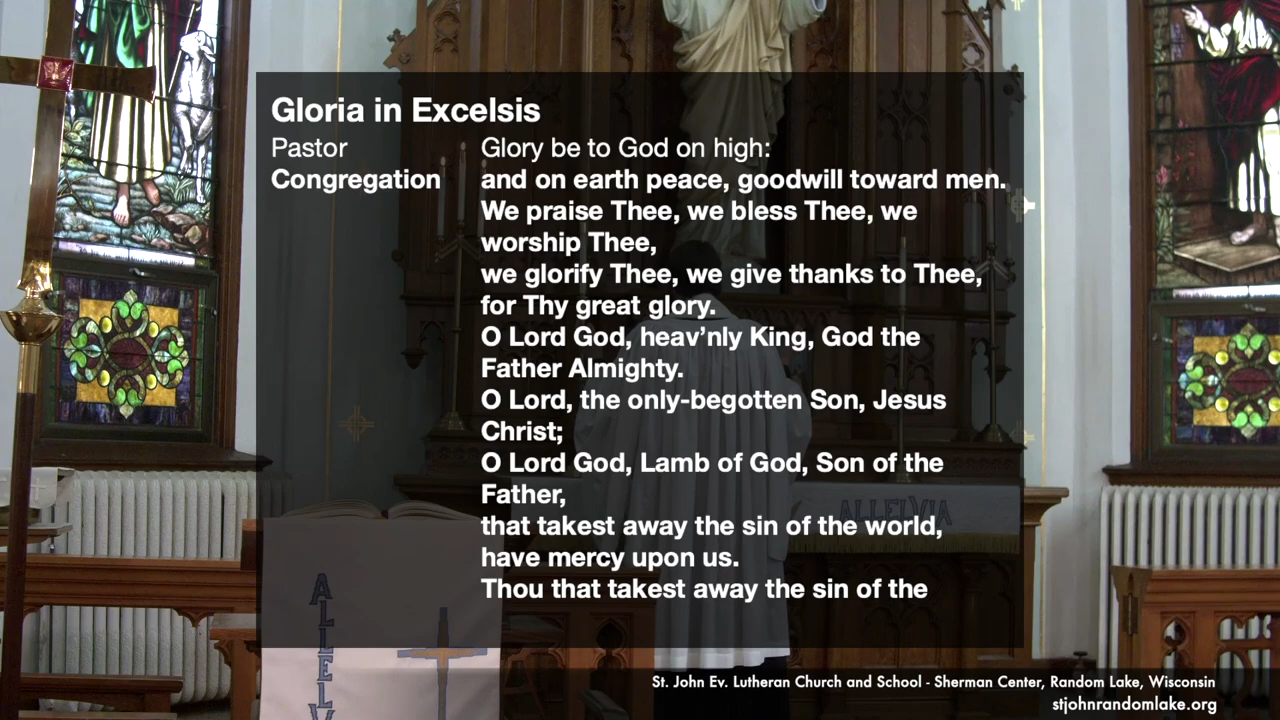 Gloria in Excelsis
Pastor Glory be to God on high:
Congregation and on earth peace, goodwill toward men.
We praise Thee, we bless Thee, we
worship Thee,
we glorify Thee, we give thanks to Thee,
for Thy great glory.
O Lord God, heav’nly King, God the
Father Almighty.
O Lord, the only-begotten Son, Jesus
Christ;
O Lord God, Lamb of God, Son of the
Father,
ALLELVIA
that takest away the sin of the world,
have mercy upon us.
Thou that takest away the sin of the
ALLELV
St. John Ev. Lutheran Church and School - Sherman Center, Random Lake, Wisconsin
stjohnrandomlake.org